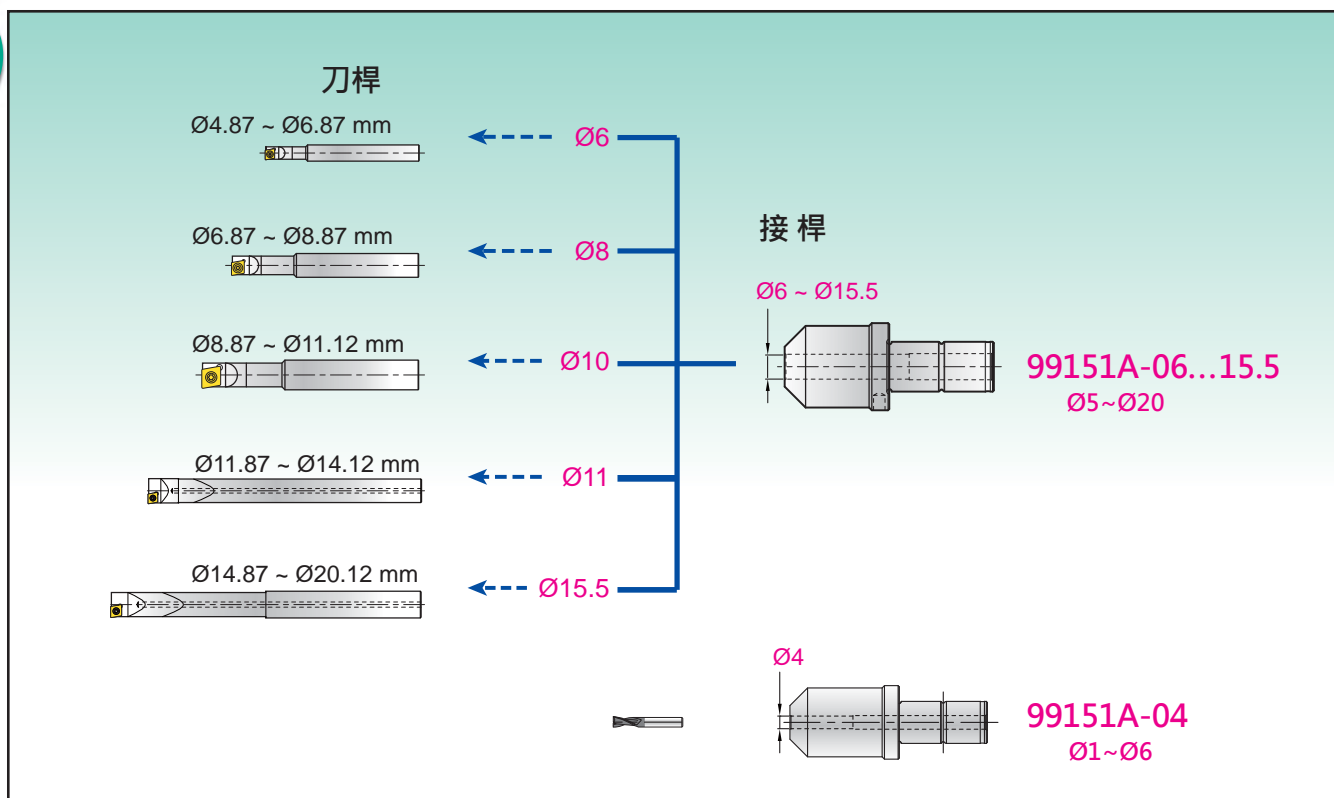 刀桿
Ø4.87 ~ Ø6.87 mm
Ø6
Ø6.87 ~ Ø8.87 mm
Ø8
接 桿
Ø6 ~ Ø15.5
Ø8.87 ~ Ø11.12 mm
Ø10
99151A-06...15.5
Ø5~Ø20
Ø11.87 ~ Ø14.12 mm
Ø11
Ø14.87 ~ Ø20.12 mm
Ø15.5
Ø4
99151A-04
Ø1~Ø6